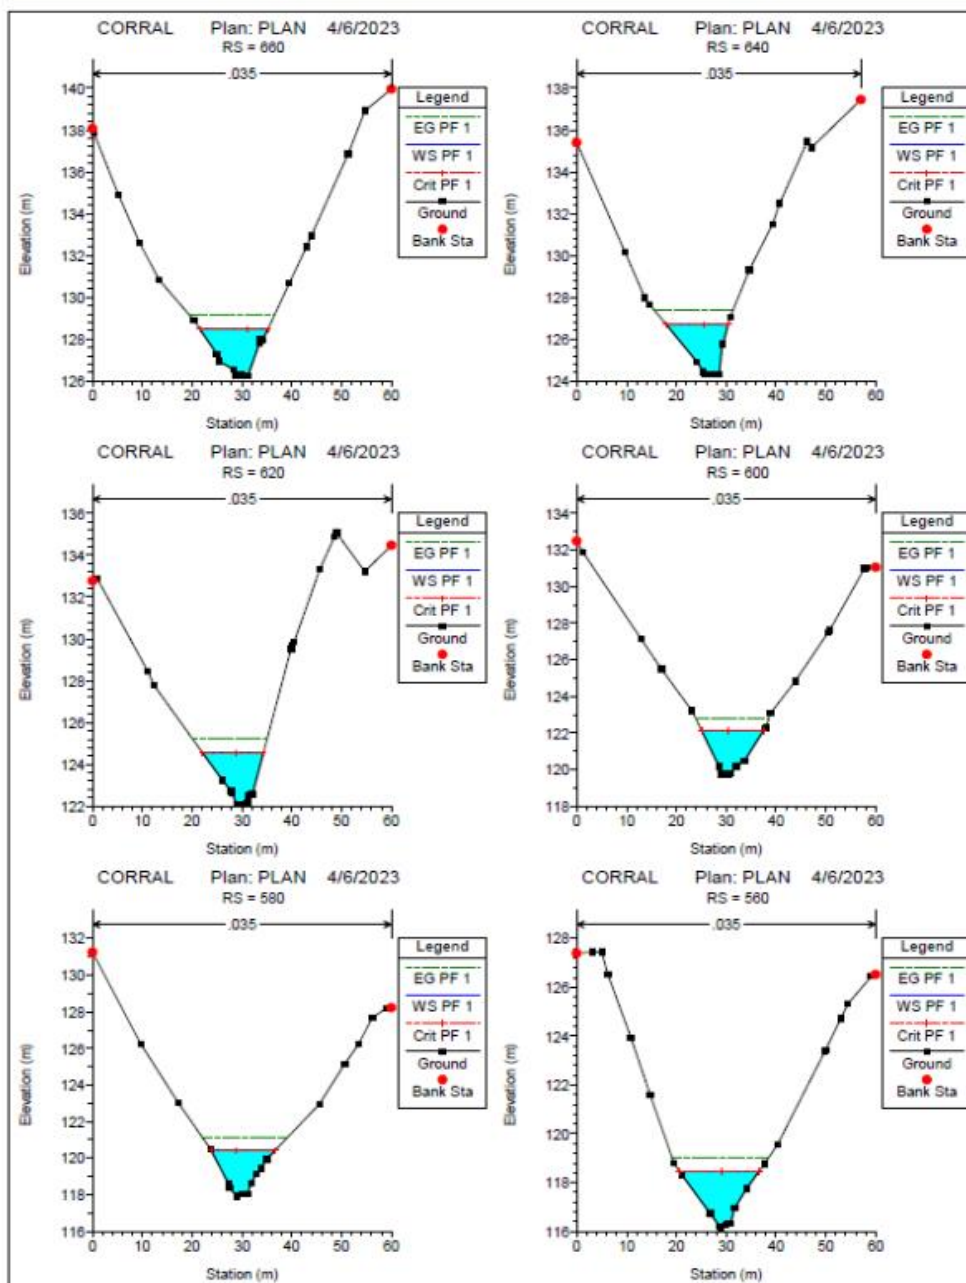 CORRAL Plan: PLAN 4/6/2023
RS = 660
.035
Legend
EG PF 1
WS PF 1
Crit PF 1
Ground
Bank Sta
Elevation (m)
140
138
136
134
132
130
128
126
0 10 20 30 40 50 60
Station (m)
CORRAL Plan: PLAN 4/6/2023
RS = 640
.035
Legend
EG PF 1
WS PF 1
Crit PF 1
Ground
Bank Sta
Elevation (m)
138
136
134
132
130
128
126
124
0 10 20 30 40 50 60
Station (m)
CORRAL Plan: PLAN 4/6/2023
RS = 620
.035
Legend
EG PF 1
WS PF 1
Crit PF 1
Ground
Bank Sta
Elevation (m)
136
134
132
130
128
126
124
122
0 10 20 30 40 50 60
Station (m)
CORRAL Plan: PLAN 4/6/2023
RS = 600
.035
Legend
EG PF 1
WS PF 1
Crit PF 1
Ground
Bank Sta
Elevation (m)
134
132
130
128
126
124
122
120
118
0 10 20 30 40 50 60
Station (m)
CORRAL Plan: PLAN 4/6/2023
RS = 580
.035
Legend
EG PF 1
WS PF 1
Crit PF 1
Ground
Bank Sta
Elevation (m)
132
130
128
126
124
122
120
118
116
0 10 20 30 40 50 60
Station (m)
CORRAL Plan: PLAN 4/6/2023
RS = 560
.035
Legend
EG PF 1
WS PF 1
Crit PF 1
Ground
Bank Sta
Elevation (m)
128
126
124
122
120
118
116
0 10 20 30 40 50 60
Station (m)